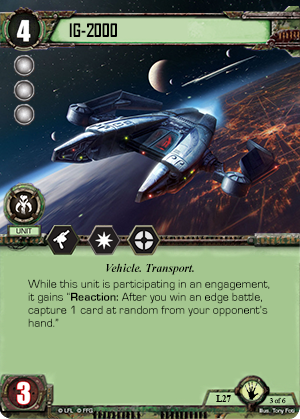 4
IG-2000
UNIT
Vehicle. Transport.
While this unit is participating in an engagement,
it gains “Reaction: After you win an edge battle,
capture 1 card at random from your opponent's
hand.”
3
L27
3 of 6
© LFL © FFG
Illus. Tony Foti